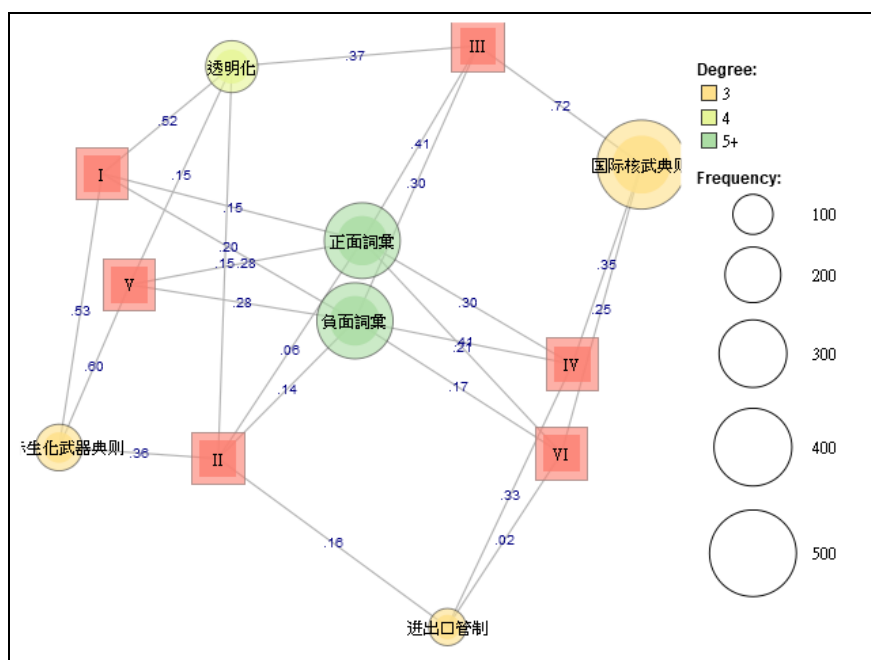 III
透明化
.37
.72
.52
I
.41
.30
.15
国际核武典则
.15
正面詞彙
.20
.15
.28
V
.28
負面詞彙
.35
.30
.25
.53
.06
.41
.21
IV
.60
.14
.17
生化武器典则
.36
II
VI
.33
.16
.02
进出口管制
Degree:
3
4
5+
Frequency:
100
200
300
400
500